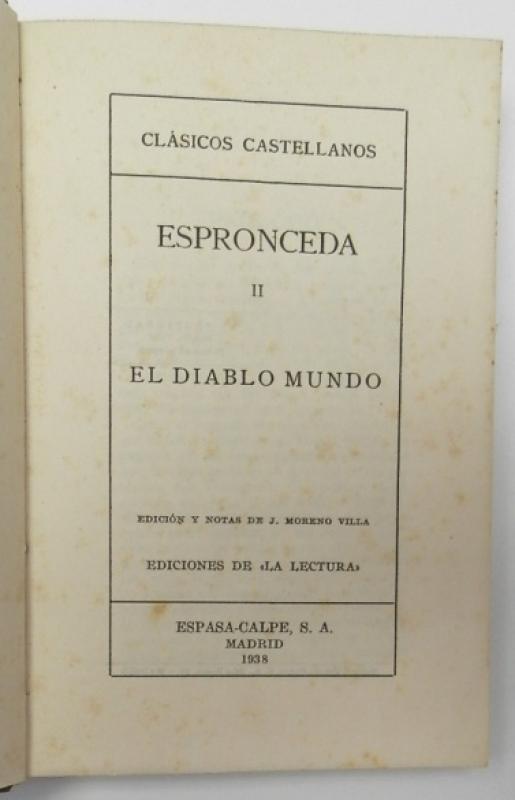 CLÁSICOS CASTELLANOS
ESPRONCEDA
II
EL DIABLO MUNDO
EDICIÓN Y NOTAS DE J. MORENO VILLA
EDICIONES DE «LA LECTURA»
ESPASA-CALPE, S. A.
MADRID
1938